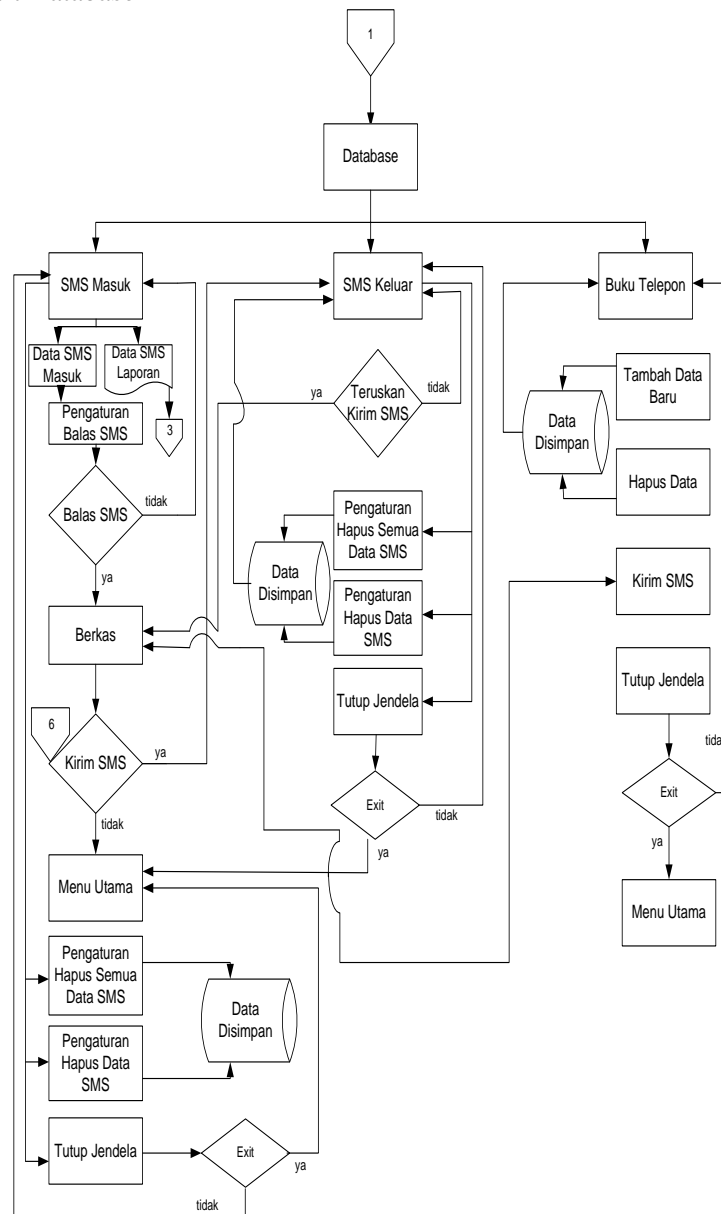 1
Database
SMS Masuk
SMS Keluar
Buku Telepon
Data SMS
Masuk
Data SMS
Laporan
Pengaturan
Balas SMS
3
Balas SMS
tidak
ya
Berkas
6
Kirim SMS
ya
tidak
Menu Utama
Pengaturan
Hapus Semua
Data SMS
Pengaturan
Hapus Data
SMS
Data
Disimpan
Tutup Jendela
Exit
ya
tidak
ya
Teruskan
Kirim SMS
tidak
Pengaturan
Hapus Semua
Data SMS
Data
Disimpan
Pengaturan
Hapus Data
SMS
Tutup Jendela
Exit
tidak
ya
Tambah Data
Baru
Data
Disimpan
Hapus Data
Kirim SMS
Tutup Jendela
tida
Exit
ya
Menu Utama